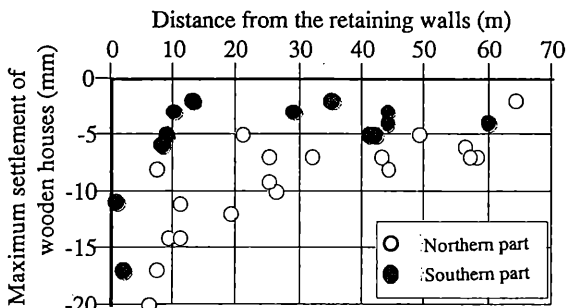 Distance from the retaining walls (m)
0 10 20 30 40 50 60 70
Maximum settlement of
wooden houses (mm)
0
-5
-10
-15
-20
Northern part
Southern part